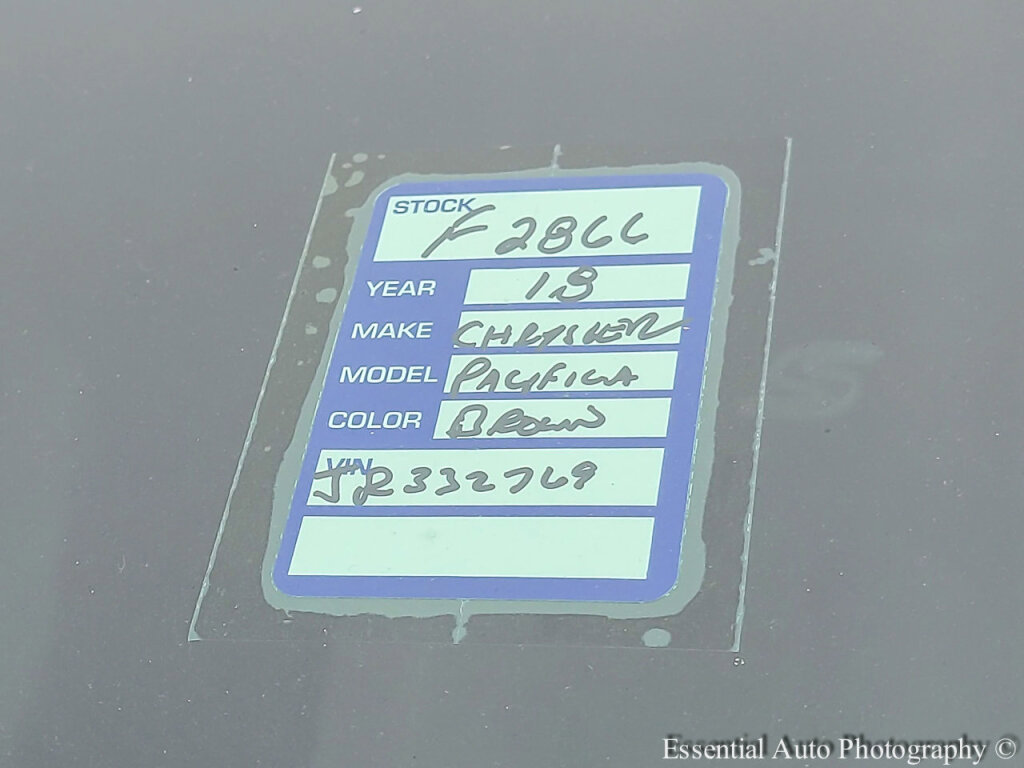 STOCK F2866
YEAR 18
MAKE CHRYSLER
MODEL PACIFICA
COLOR BROWN
VIN JR332769
Essential Auto Photography ©